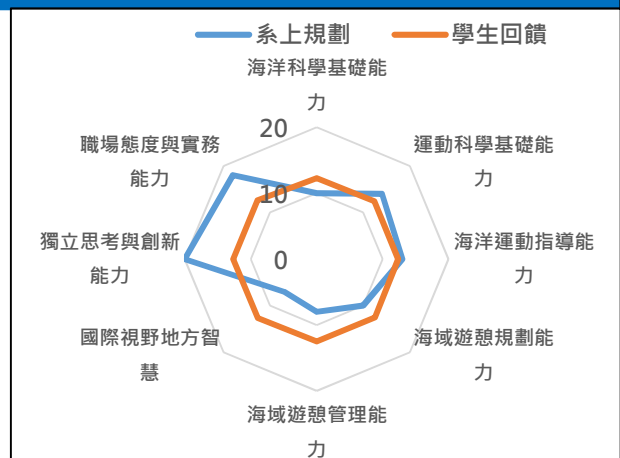 系上規劃 學生回饋
海洋科學基礎能
力
20
職場態度與實務
能力
運動科學基礎能
力
10
獨立思考與創新
能力
0
海洋運動指導能
力
國際視野地方智
慧
海域遊憩規劃能
力
海域遊憩管理能
力